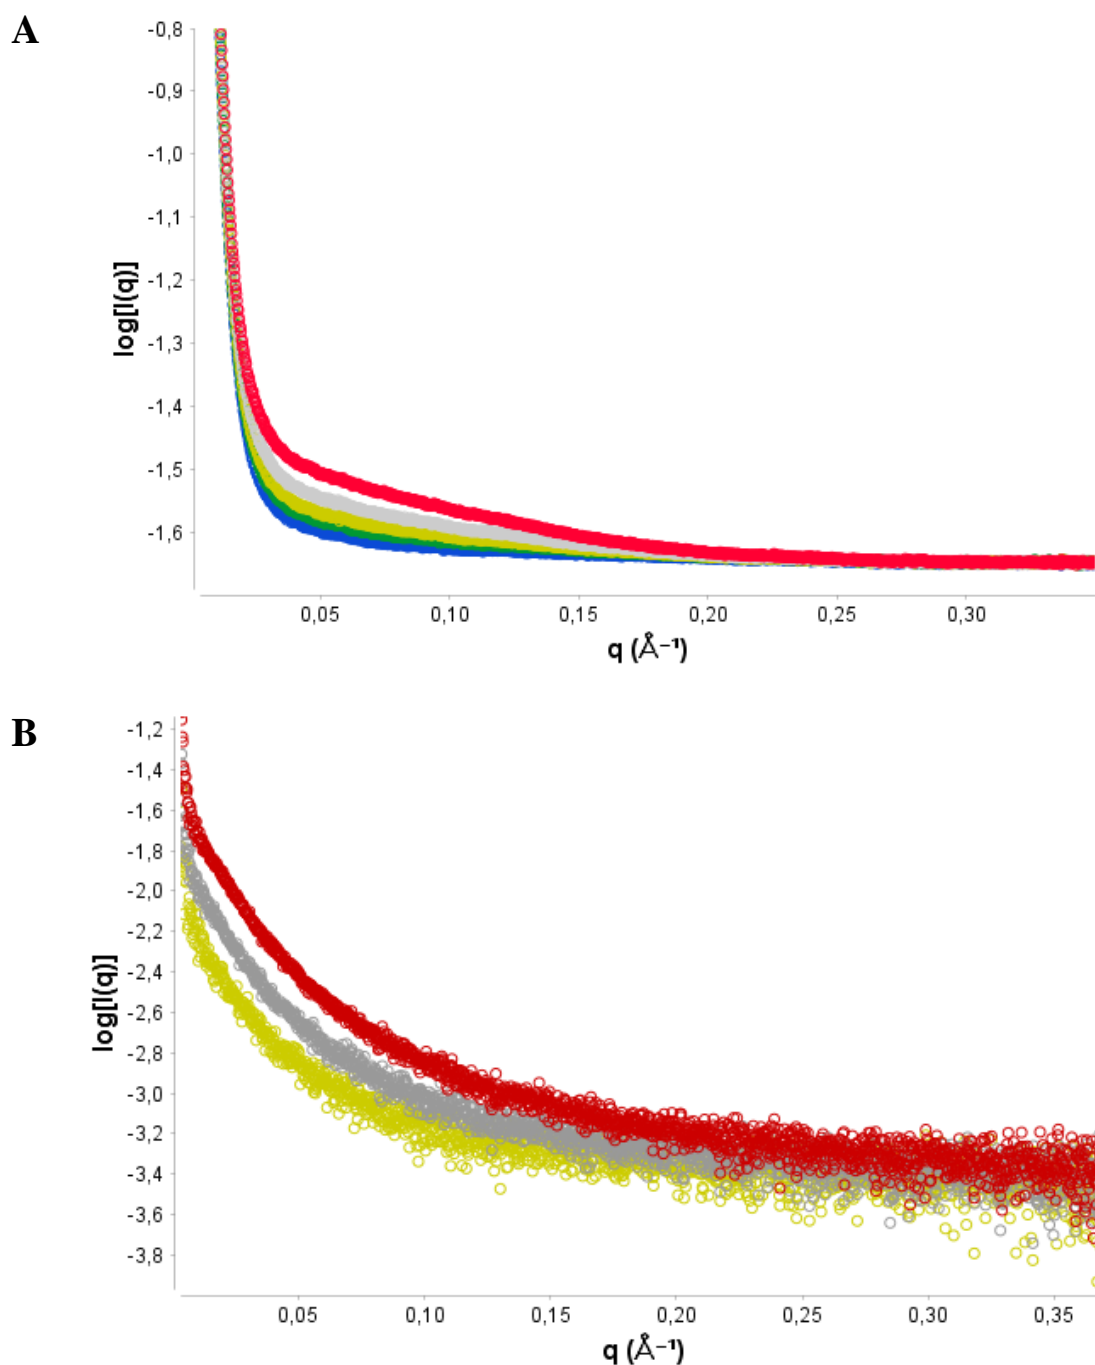 A
-0,8
-0,9
-1,0
-1,1
-1,2
-1,3
-1,4
-1,5
-1,6
log[I(q)]
0,05 0,10 0,15 0,20 0,25 0,30
q (Å⁻¹)
B
-1,2
-1,4
-1,6
-1,8
-2,0
-2,2
-2,4
-2,6
-2,8
-3,0
-3,2
-3,4
-3,6
-3,8
log[I(q)]
0,05 0,10 0,15 0,20 0,25 0,30 0,35
q (Å⁻¹)